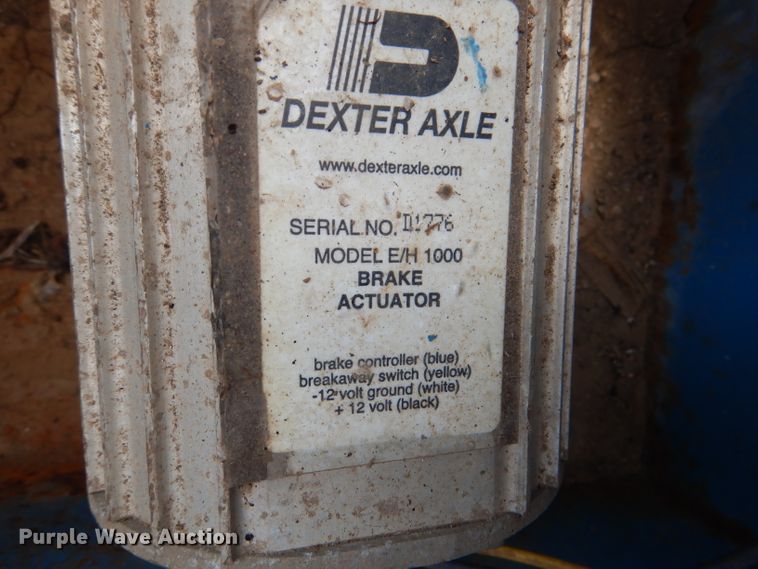 DEXTER AXLE
www.dexteraxle.com
SERIAL NO. D1776
MODEL E/H 1000
BRAKE
ACTUATOR
brake controller (blue)
breakaway switch (yellow)
-12 volt ground (white)
+ 12 volt (black)
Purple Wave Auction